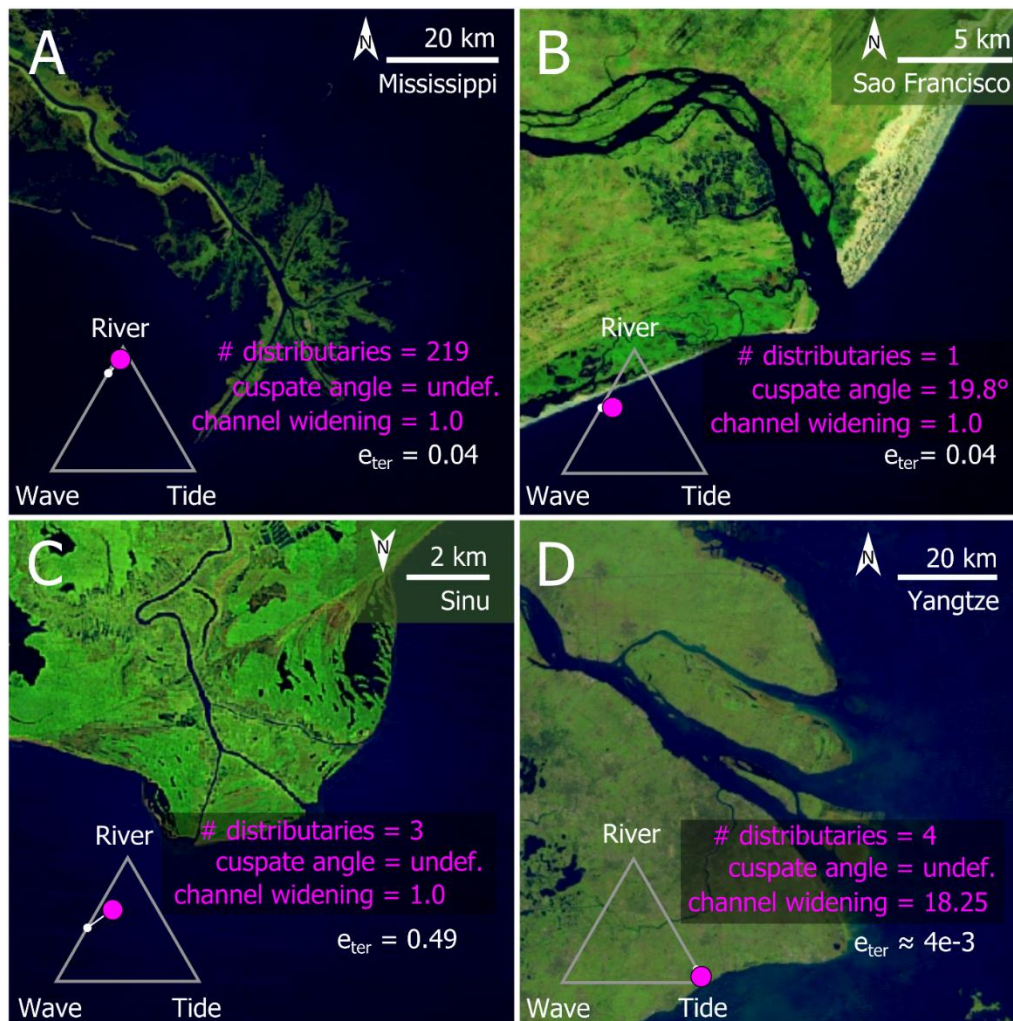 A
N
20 km
Mississippi
River
# distributaries = 219
cuspate angle = undef.
channel widening = 1.0
eter = 0.04
Wave Tide
B
N
5 km
Sao Francisco
River
# distributaries = 1
cuspate angle = 19.8°
channel widening = 1.0
eter = 0.04
Wave Tide
C
N
2 km
Sinu
River
# distributaries = 3
cuspate angle = undef.
channel widening = 1.0
eter = 0.49
Wave Tide
D
N
20 km
Yangtze
River
# distributaries = 4
cuspate angle = undef.
channel widening = 18.25
eter ≈ 4e-3
Wave Tide